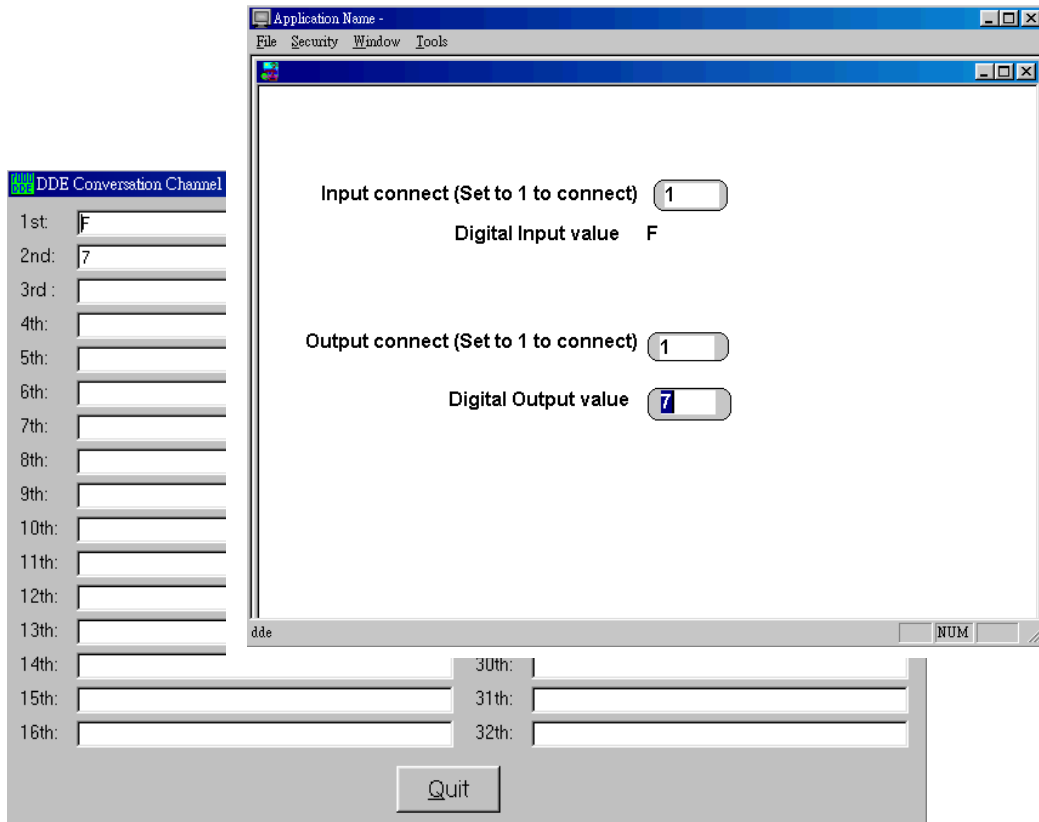 Application Name -
File Security Window Tools
Input connect (Set to 1 to connect) 1
Digital Input value F
Output connect (Set to 1 to connect) 1
Digital Output value 7
dde NUM
DDE Conversation Channel
1st: F
2nd: 7
3rd :
4th:
5th:
6th:
7th:
8th:
9th:
10th:
11th:
12th:
13th:
14th: 30th:
15th: 31th:
16th: 32th:
Quit